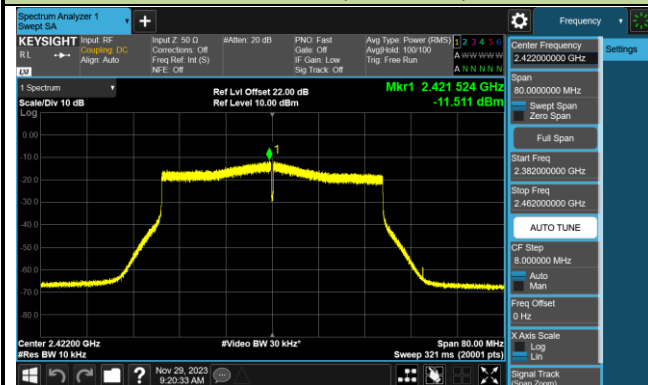 Spectrum Analyzer 1
Swept SA
Frequency
KEYSIGHT
Input: RF
Coupling: DC
Align: Auto
Input Z: 50 Ω
Corrections: Off
Freq Ref: Int (S)
NFE: Off
#Atten: 20 dB
PNO: Fast
Gate: Off
IF Gain: Low
Sig Track: Off
Avg Type: Power (RMS)
Avg|Hold: 100/100
Trig: Free Run
1 2 3 4 5 6
A WW WW W
A N N N N N
RL
LXI
1 Spectrum
Scale/Div 10 dB
Log
Ref Lvl Offset 22.00 dB
Ref Level 10.00 dBm
Mkr1 2.421 524 GHz
-11.511 dBm
1
0.00
-10.0
-20.0
-30.0
-40.0
-50.0
-60.0
-70.0
-80.0
Center 2.42200 GHz
#Res BW 10 kHz
#Video BW 30 kHz*
Span 80.00 MHz
Sweep 321 ms (20001 pts)
Nov 29, 2023
9:20:33 AM
Center Frequency
2.422000000 GHz
Settings
Span
80.0000000 MHz
Swept Span
Zero Span
Full Span
Start Freq
2.382000000 GHz
Stop Freq
2.462000000 GHz
AUTO TUNE
CF Step
8.000000 MHz
Auto
Man
Freq Offset
0 Hz
X Axis Scale
Log
Lin
Signal Track
(Span Zoom)